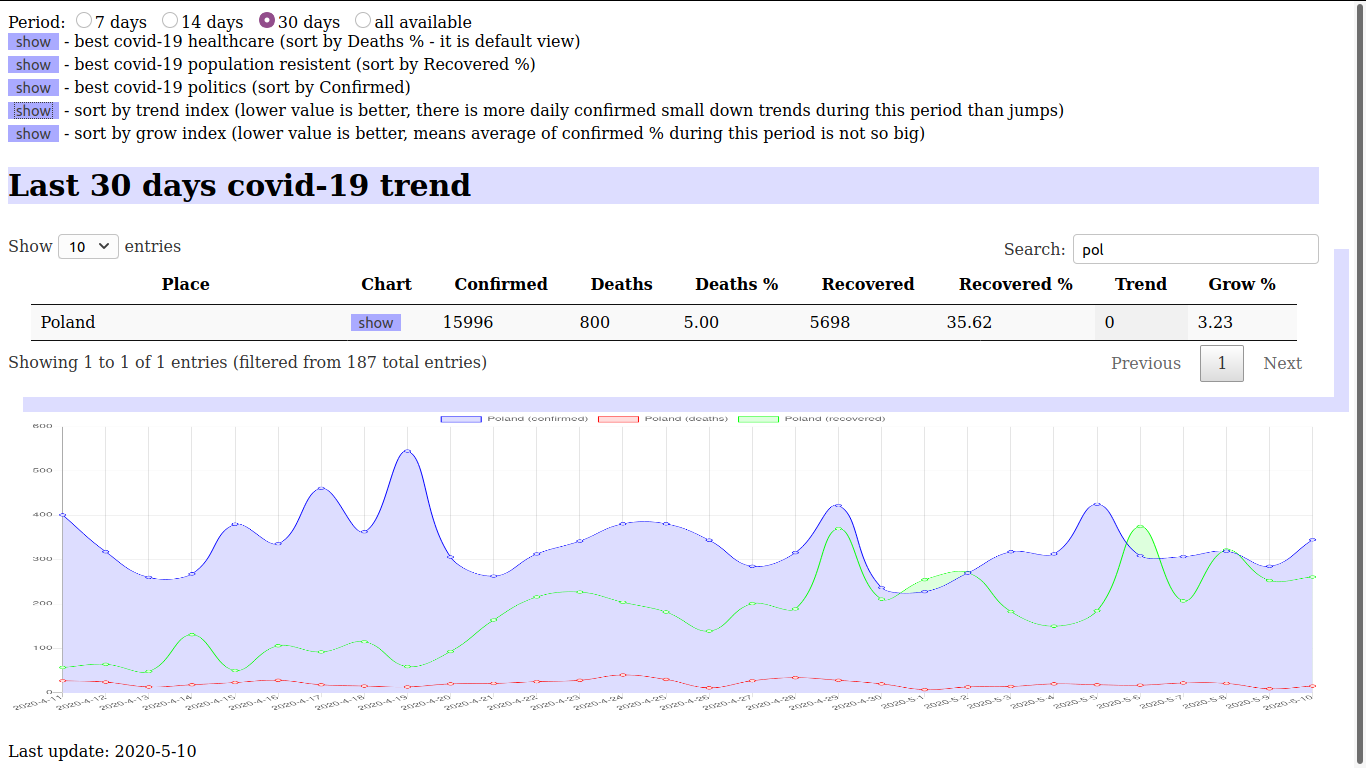 Period: 7 days 14 days 30 days all available
show - best covid-19 healthcare (sort by Deaths % - it is default view)
show - best covid-19 population resistent (sort by Recovered %)
show - best covid-19 politics (sort by Confirmed)
show - sort by trend index (lower value is better, there is more daily confirmed small down trends during this period than jumps)
show - sort by grow index (lower value is better, means average of confirmed % during this period is not so big)
Last 30 days covid-19 trend
Show 10 entries Search: pol
Place Chart Confirmed Deaths Deaths % Recovered Recovered % Trend Grow %
Poland show 15996 800 5.00 5698 35.62 0 3.23
Showing 1 to 1 of 1 entries (filtered from 187 total entries) Previous 1 Next
Poland (confirmed) Poland (deaths) Poland (recovered)
600
500
400
300
200
100
0
2020-4-11 2020-4-12 2020-4-13 2020-4-14 2020-4-15 2020-4-16 2020-4-17 2020-4-18 2020-4-19 2020-4-20 2020-4-21 2020-4-22 2020-4-23 2020-4-24 2020-4-25 2020-4-26 2020-4-27 2020-4-28 2020-4-29 2020-4-30 2020-5-1 2020-5-2 2020-5-3 2020-5-4 2020-5-5 2020-5-6 2020-5-7 2020-5-8 2020-5-9 2020-5-10
Last update: 2020-5-10